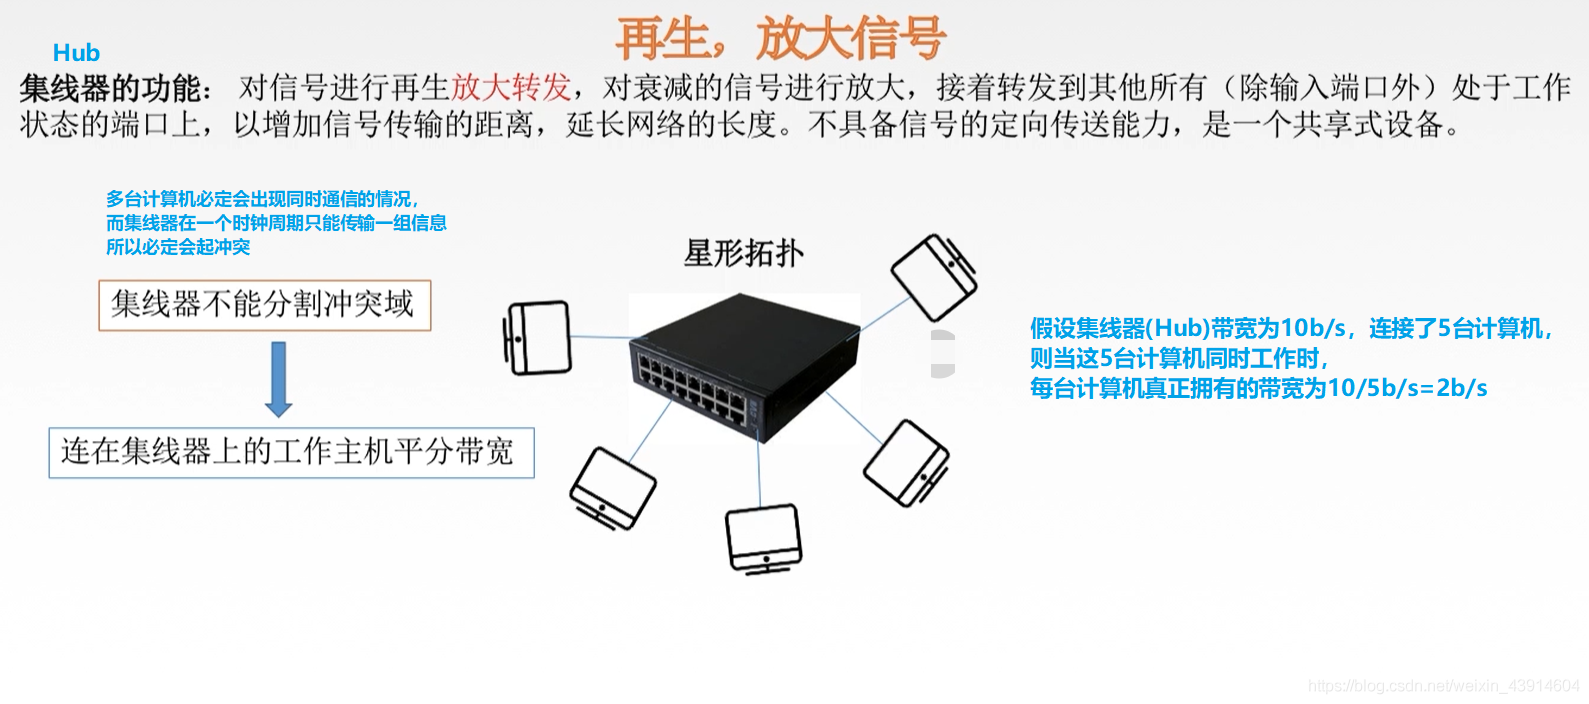 再生，放大信号
Hub
集线器的功能： 对信号进行再生放大转发，对衰减的信号进行放大，接着转发到其他所有（除输入端口外）处于工作
状态的端口上，以增加信号传输的距离，延长网络的长度。不具备信号的定向传送能力，是一个共享式设备。
多台计算机必定会出现同时通信的情况，
而集线器在一个时钟周期只能传输一组信息
所以必定会起冲突
集线器不能分割冲突域
连在集线器上的工作主机平分带宽
星形拓扑
假设集线器(Hub)带宽为10b/s，连接了5台计算机，
则当这5台计算机同时工作时，
每台计算机真正拥有的带宽为10/5b/s=2b/s
https://blog.csdn.net/weixin_43914604